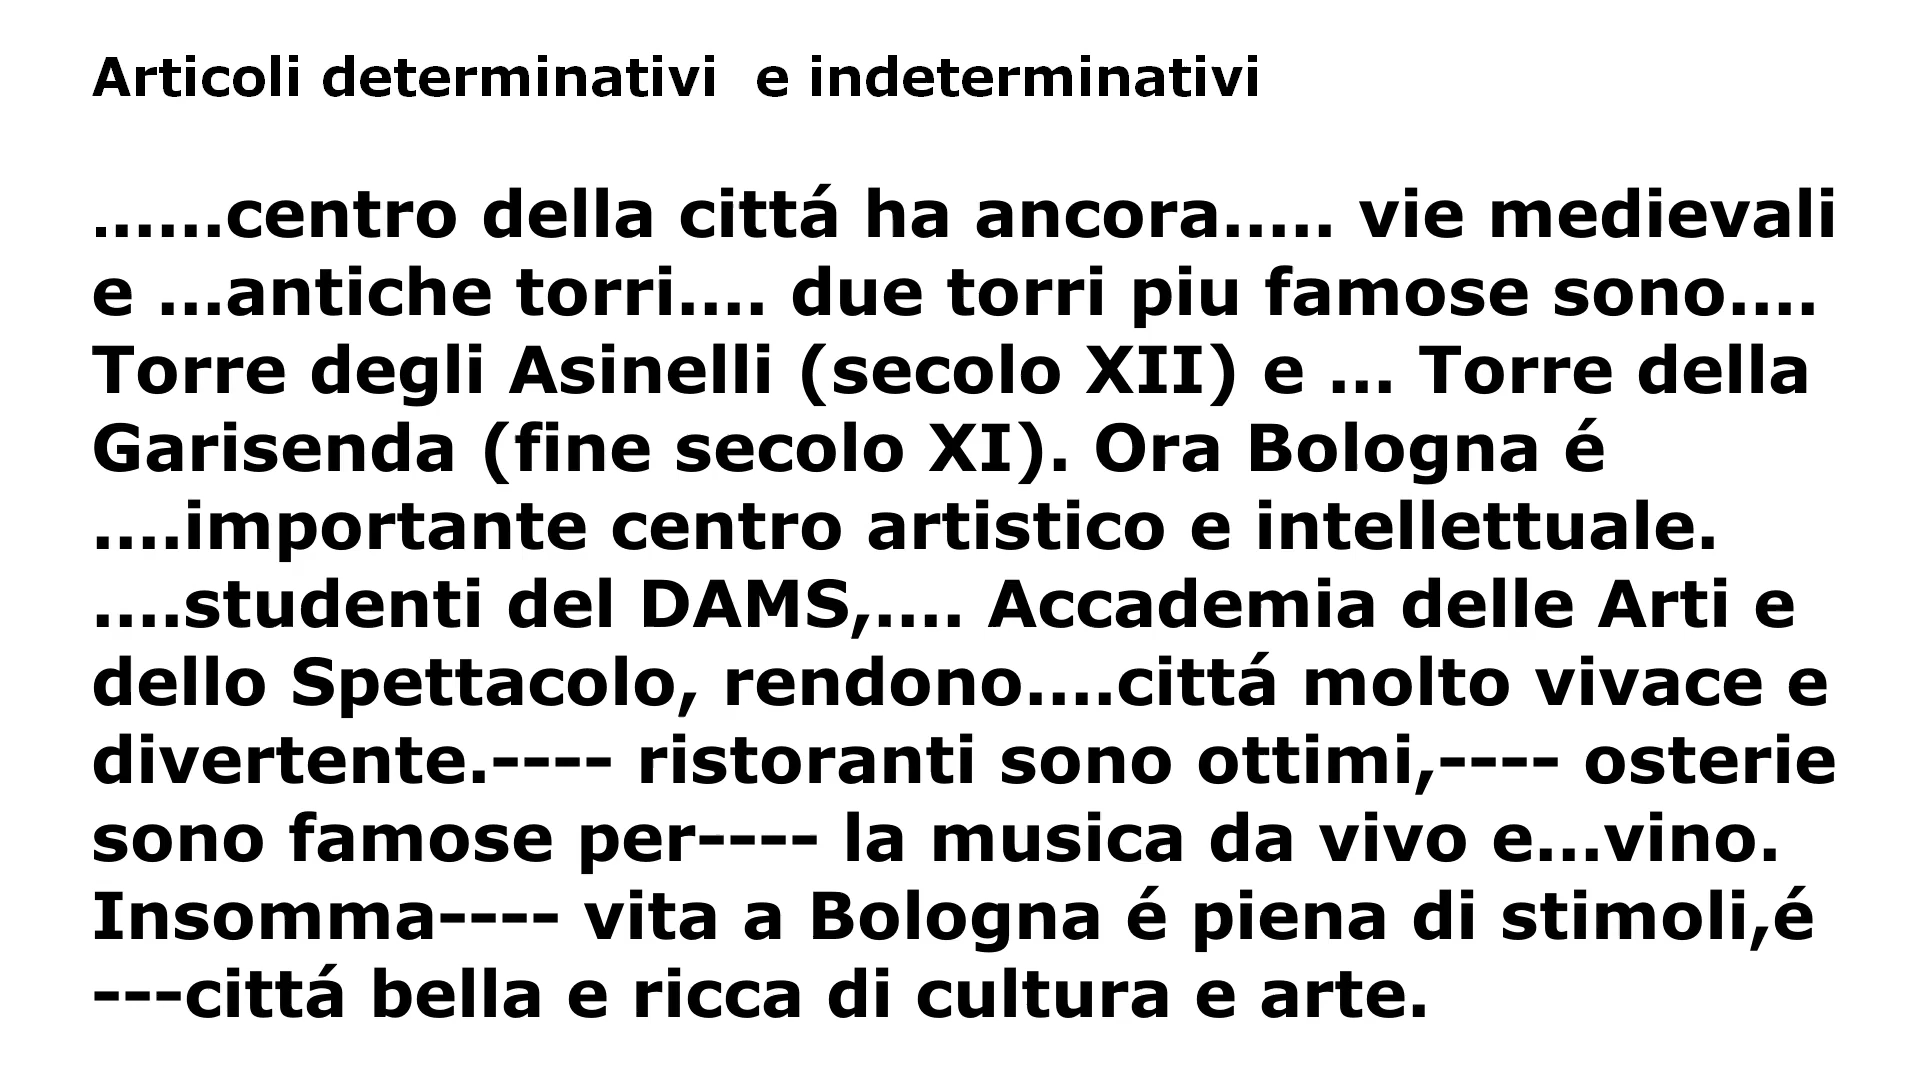 Articoli determinativi  e indeterminativi
......centro della cittá ha ancora..... vie medievali
e ...antiche torri.... due torri piu famose sono....
Torre degli Asinelli (secolo XII) e ... Torre della
Garisenda (fine secolo XI). Ora Bologna é
....importante centro artistico e intellettuale.
....studenti del DAMS,.... Accademia delle Arti e
dello Spettacolo, rendono....cittá molto vivace e
divertente.---- ristoranti sono ottimi,---- osterie
sono famose per---- la musica da vivo e...vino.
Insomma---- vita a Bologna é piena di stimoli,é
---cittá bella e ricca di cultura e arte.